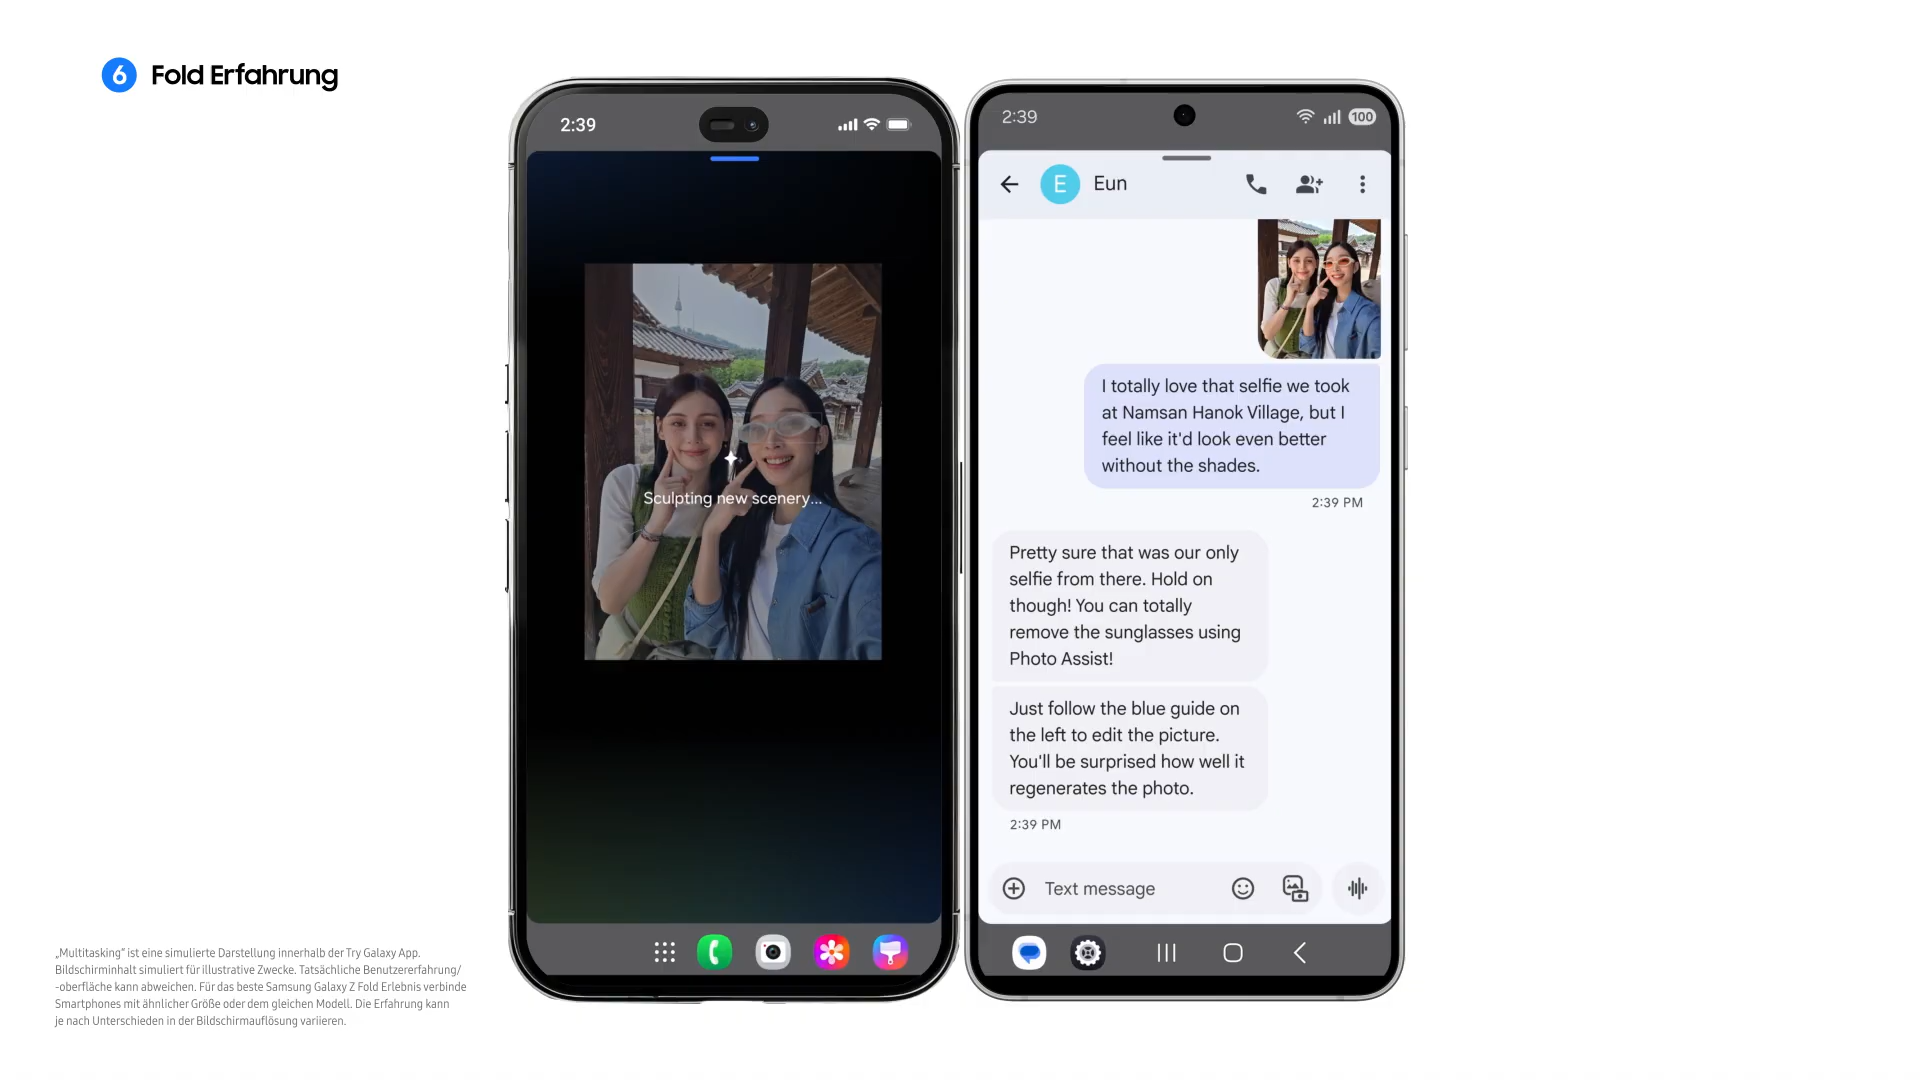 6 Fold Erfahrung
2:39
Sculpting new scenery...
2:39
100
E Eun
I totally love that selfie we took
at Namsan Hanok Village, but I
feel like it'd look even better
without the shades.
2:39 PM
Pretty sure that was our only
selfie from there. Hold on
though! You can totally
remove the sunglasses using
Photo Assist!
Just follow the blue guide on
the left to edit the picture.
You'll be surprised how well it
regenerates the photo.
2:39 PM
Text message
„Multitasking“ ist eine simulierte Darstellung innerhalb der Try Galaxy App.
Bildschirminhalt simuliert für illustrative Zwecke. Tatsächliche Benutzererfahrung/
-oberfläche kann abweichen. Für das beste Samsung Galaxy Z Fold Erlebnis verbinde
Smartphones mit ähnlicher Größe oder dem gleichen Modell. Die Erfahrung kann
je nach Unterschieden in der Bildschirmauflösung variieren.